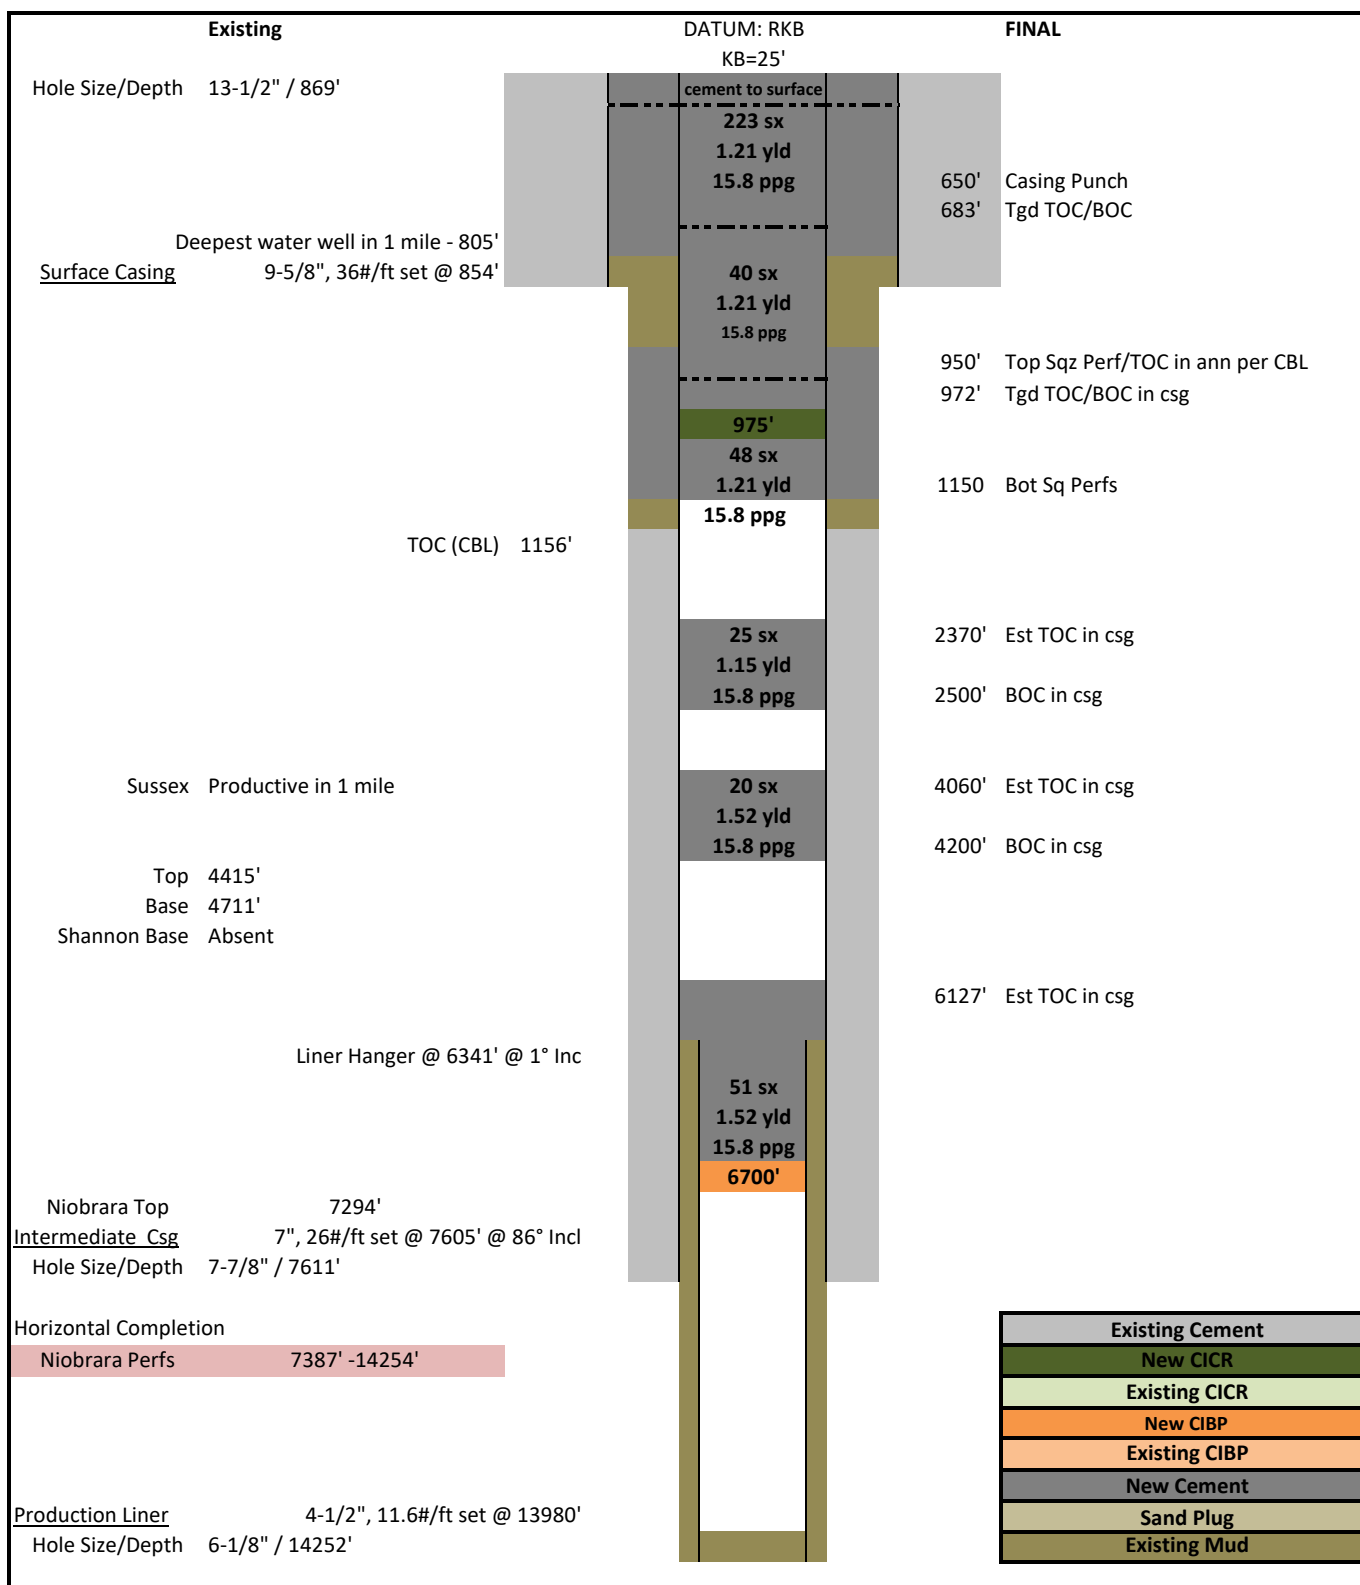 Existing DATUM: RKB FINAL
KB=25'
Hole Size/Depth 13-1/2" / 869' cement to surface
223 sx
1.21 yld
15.8 ppg 650' Casing Punch
683' Tgd TOC/BOC
Deepest water well in 1 mile - 805'
Surface Casing 9-5/8", 36#/ft set @ 854' 40 sx
1.21 yld
15.8 ppg
950' Top Sqz Perf/TOC in ann per CBL
972' Tgd TOC/BOC in csg
975'
48 sx
1.21 yld 1150 Bot Sq Perfs
15.8 ppg
TOC (CBL) 1156'
25 sx 2370' Est TOC in csg
1.15 yld
15.8 ppg 2500' BOC in csg
Sussex Productive in 1 mile 20 sx 4060' Est TOC in csg
1.52 yld
15.8 ppg 4200' BOC in csg
Top 4415'
Base 4711'
Shannon Base Absent
6127' Est TOC in csg
Liner Hanger @ 6341' @ 1° Inc
51 sx
1.52 yld
15.8 ppg
6700'
Niobrara Top 7294'
Intermediate Csg 7", 26#/ft set @ 7605' @ 86° Incl
Hole Size/Depth 7-7/8" / 7611'
Horizontal Completion Existing Cement
Niobrara Perfs 7387' -14254' New CICR
Existing CICR
New CIBP
Existing CIBP
New Cement
Production Liner 4-1/2", 11.6#/ft set @ 13980' Sand Plug
Hole Size/Depth 6-1/8" / 14252' Existing Mud